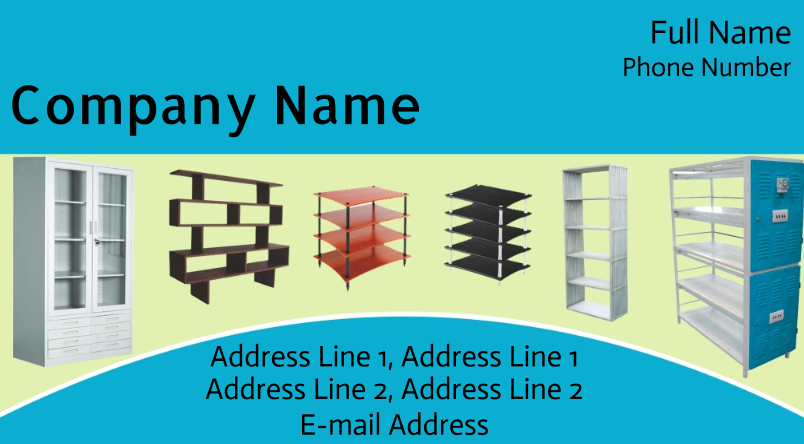 Full Name
Phone Number
Company Name
Address Line 1, Address Line 1
Address Line 2, Address Line 2
E-mail Address